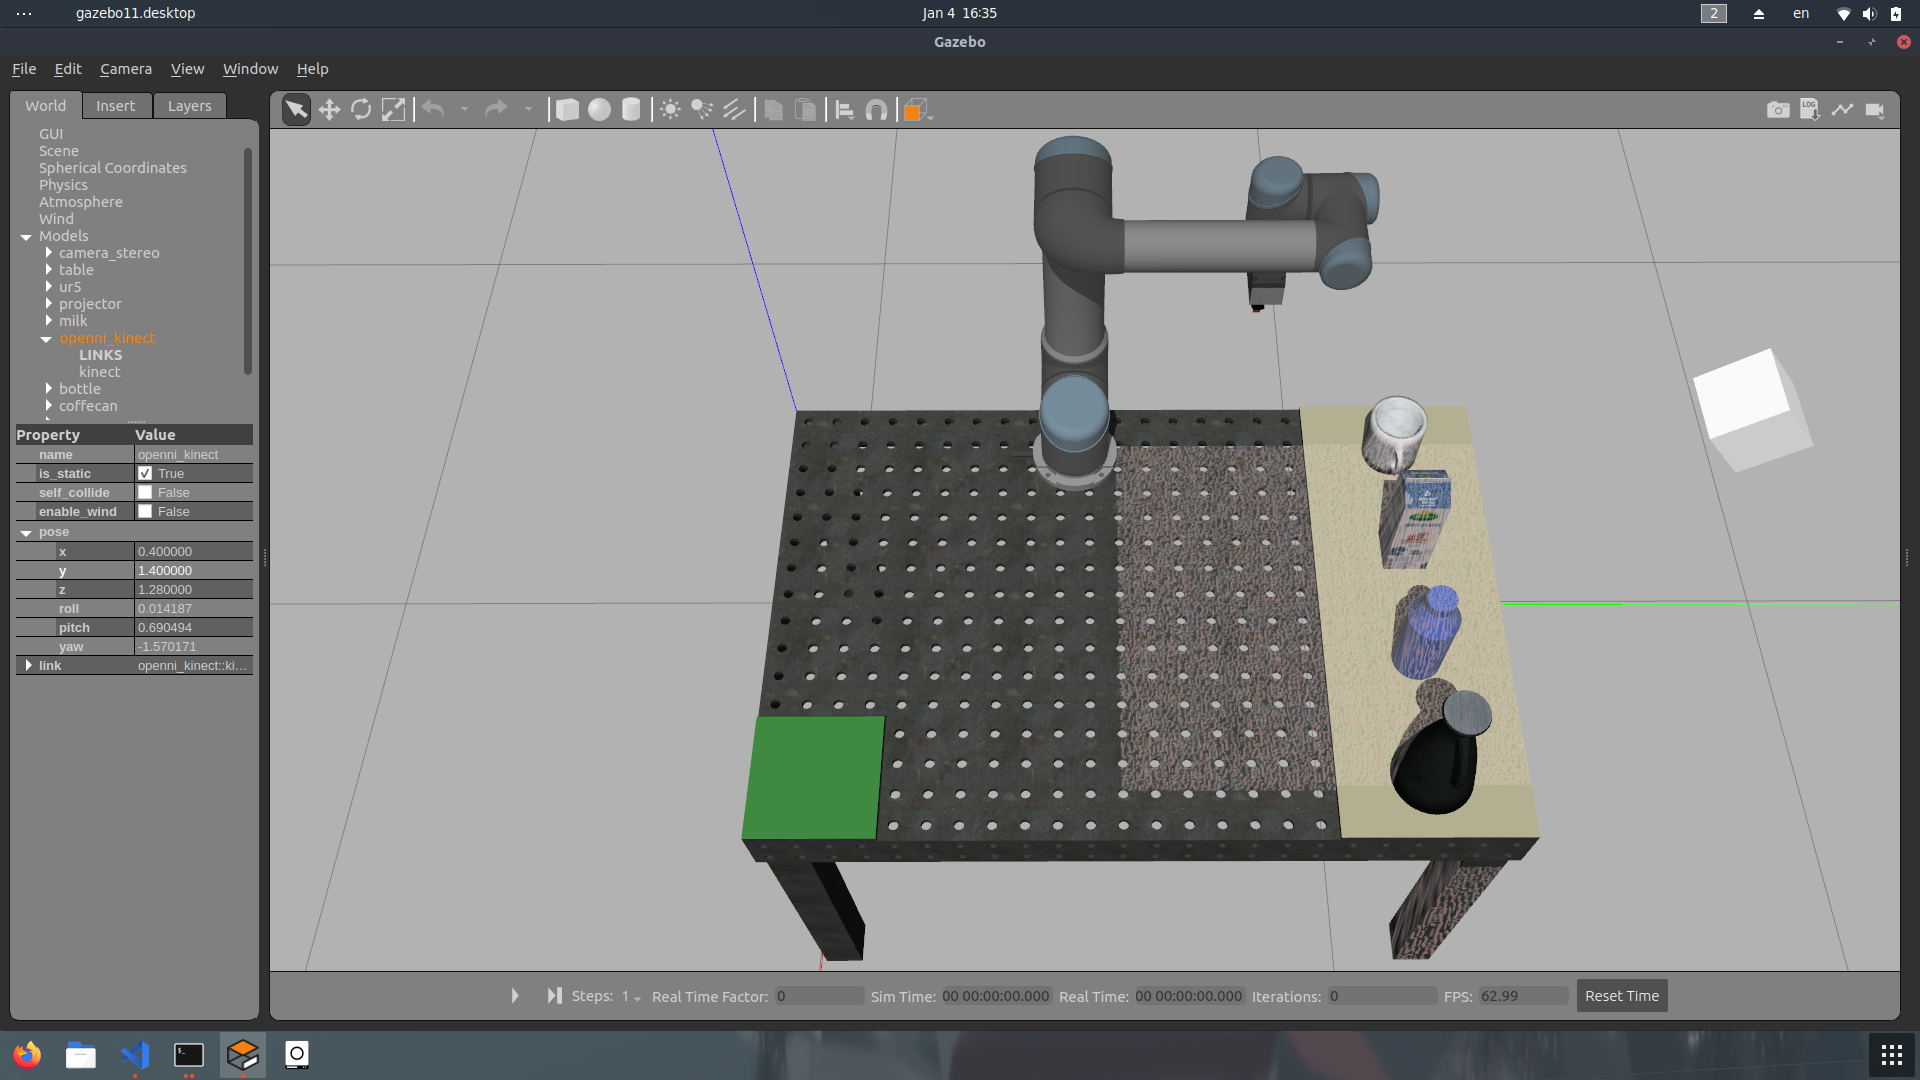 gazebo11.desktop
Jan 4 16:35
2
en
Gazebo
File Edit Camera View Window Help
World Insert Layers
GUI
Scene
Spherical Coordinates
Physics
Atmosphere
Wind
Models
camera_stereo
table
ur5
projector
milk
openni_kinect
LINKS
kinect
bottle
coffecan
Property Value
name openni_kinect
is_static True
self_collide False
enable_wind False
pose
x 0.400000
y 1.400000
z 1.280000
roll 0.014187
pitch 0.690494
yaw -1.570171
link openni_kinect::ki...
LOG
Steps: 1 Real Time Factor: 0 Sim Time: 00 00:00:00.000 Real Time: 00 00:00:00.000 Iterations: 0 FPS: 62.99 Reset Time